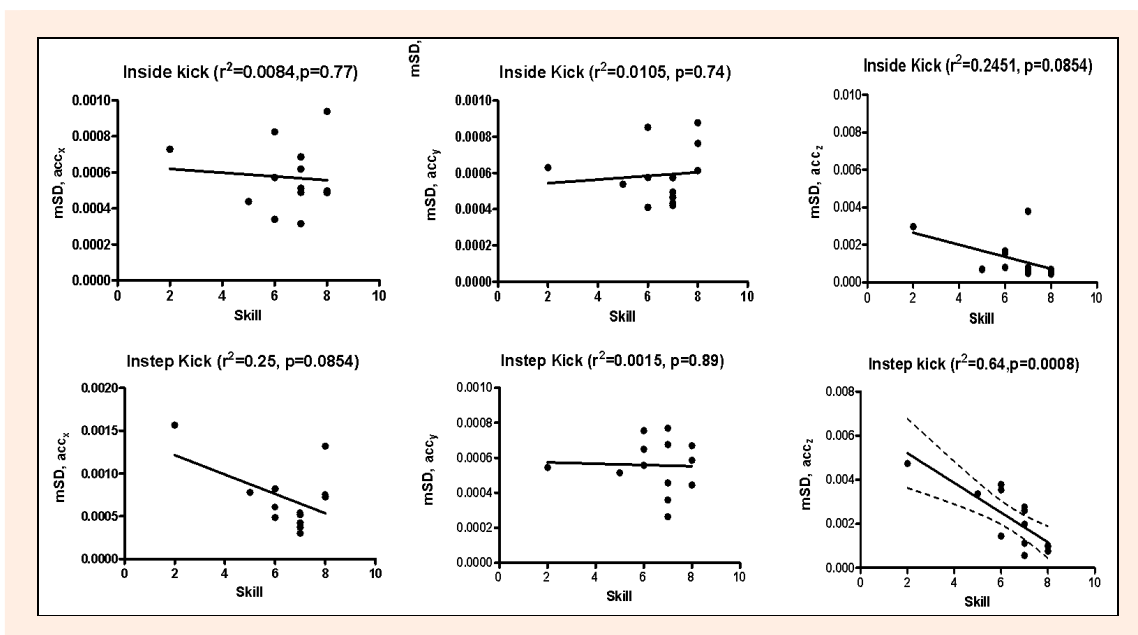 mSD,
Inside kick (r²=0.0084,p=0.77)
0.0010
0.0008
0.0006
0.0004
0.0002
0.0000
mSD, accx
0 2 4 6 8 10
Skill
Inside Kick (r²=0.0105, p=0.74)
0.0010
0.0008
0.0006
0.0004
0.0002
0.0000
mSD, accy
0 2 4 6 8 10
Skill
Inside Kick (r²=0.2451, p=0.0854)
0.010
0.008
0.006
0.004
0.002
0.000
mSD, accz
0 2 4 6 8 10
Skill
Instep Kick (r²=0.25, p=0.0854)
0.0020
0.0015
0.0010
0.0005
0.0000
mSD, accx
0 2 4 6 8 10
Skill
Instep Kick (r²=0.0015, p=0.89)
0.0010
0.0008
0.0006
0.0004
0.0002
0.0000
mSD, accy
0 2 4 6 8 10
Skill
Instep kick (r²=0.64,p=0.0008)
0.008
0.006
0.004
0.002
0.000
mSD, accz
0 2 4 6 8 10
Skill